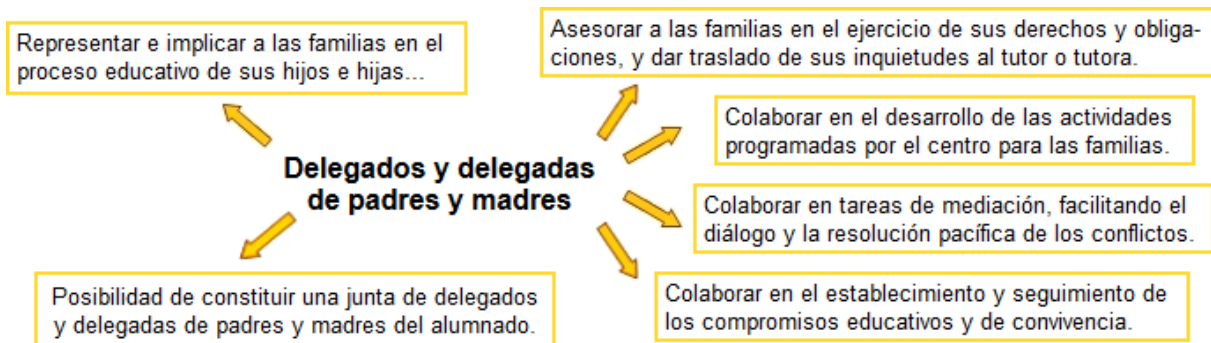 Representar e implicar a las familias en el
proceso educativo de sus hijos e hijas...
Asesorar a las familias en el ejercicio de sus derechos y obliga-
ciones, y dar traslado de sus inquietudes al tutor o tutora.
Colaborar en el desarrollo de las actividades
programadas por el centro para las familias.
Delegados y delegadas
de padres y madres
Colaborar en tareas de mediación, facilitando el
diálogo y la resolución pacífica de los conflictos.
Posibilidad de constituir una junta de delegados
y delegadas de padres y madres del alumnado.
Colaborar en el establecimiento y seguimiento de
los compromisos educativos y de convivencia.